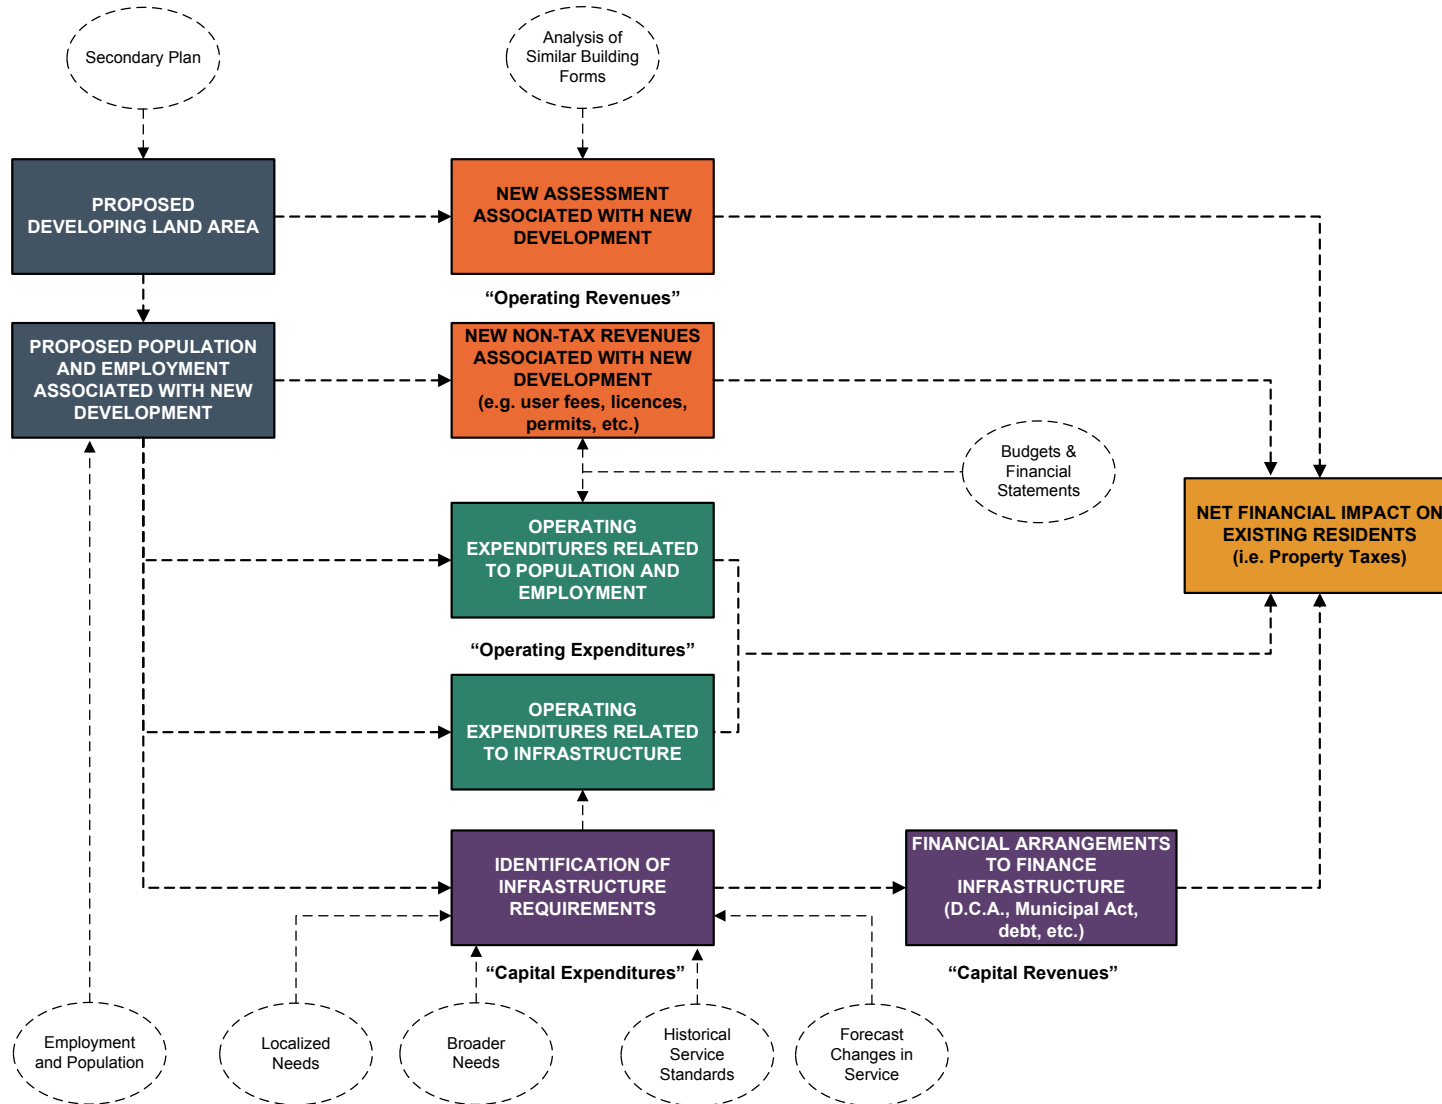 Secondary Plan
Analysis of
Similar Building
Forms
PROPOSED
DEVELOPING LAND AREA
NEW ASSESSMENT
ASSOCIATED WITH NEW
DEVELOPMENT
“Operating Revenues”
PROPOSED POPULATION
AND EMPLOYMENT
ASSOCIATED WITH NEW
DEVELOPMENT
NEW NON-TAX REVENUES
ASSOCIATED WITH NEW
DEVELOPMENT
(e.g. user fees, licences,
permits, etc.)
Budgets &
Financial
Statements
OPERATING
EXPENDITURES RELATED
TO POPULATION AND
EMPLOYMENT
NET FINANCIAL IMPACT ON
EXISTING RESIDENTS
(i.e. Property Taxes)
“Operating Expenditures”
OPERATING
EXPENDITURES RELATED
TO INFRASTRUCTURE
IDENTIFICATION OF
INFRASTRUCTURE
REQUIREMENTS
FINANCIAL ARRANGEMENTS
TO FINANCE
INFRASTRUCTURE
(D.C.A., Municipal Act,
debt, etc.)
“Capital Expenditures”
“Capital Revenues”
Employment
and Population
Localized
Needs
Broader
Needs
Historical
Service
Standards
Forecast
Changes in
Service